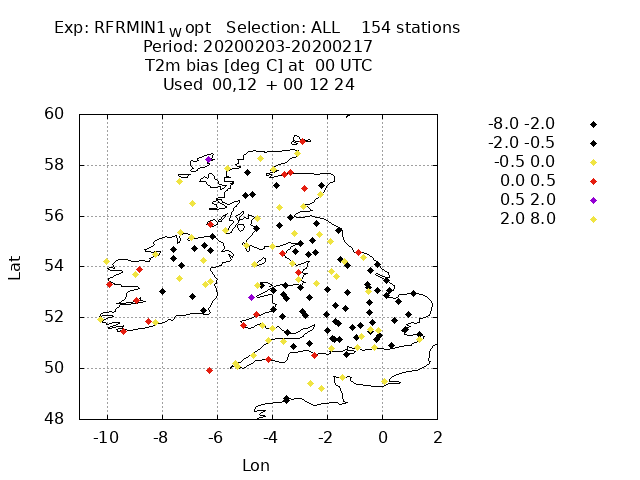 Exp: RFRMIN1 W opt Selection: ALL 154 stations
Period: 20200203-20200217
T2m bias [deg C] at 00 UTC
Used 00,12 + 00 12 24
60
58
56
54
52
50
48
-10 -8 -6 -4 -2 0 2
Lat
Lon
-8.0 -2.0
-2.0 -0.5
-0.5 0.0
0.0 0.5
0.5 2.0
2.0 8.0